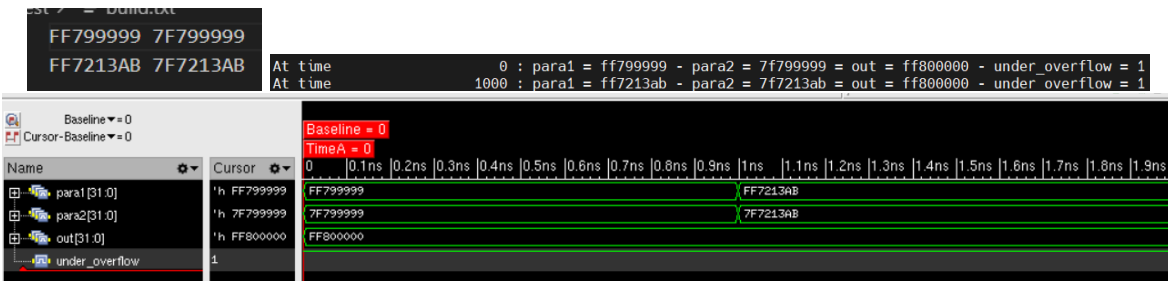 est > ≡ build.txt
FF799999 7F799999
FF7213AB 7F7213AB
At time 0 : para1 = ff799999 - para2 = 7f799999 = out = ff800000 - under_overflow = 1
At time 1000 : para1 = ff7213ab - para2 = 7f7213ab = out = ff800000 - under_overflow = 1
Baseline▼= 0
Cursor-Baseline▼= 0
Baseline = 0
TimeA = 0
Name Cursor 0 0.1ns 0.2ns 0.3ns 0.4ns 0.5ns 0.6ns 0.7ns 0.8ns 0.9ns 1ns 1.1ns 1.2ns 1.3ns 1.4ns 1.5ns 1.6ns 1.7ns 1.8ns 1.9ns
para1[31:0] 'h FF799999 FF799999 FF7213AB
para2[31:0] 'h 7F799999 7F799999 7F7213AB
out[31:0] 'h FF800000 FF800000
under_overflow 1